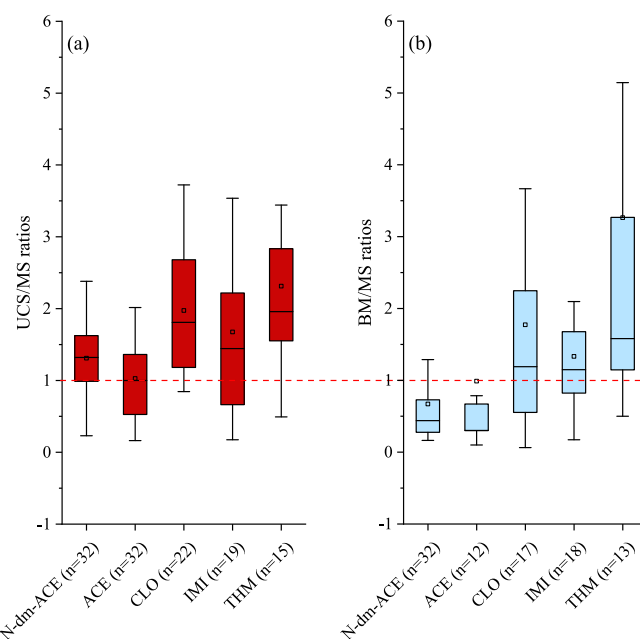 (a)
UCS/MS ratios
6
5
4
3
2
1
0
-1
N-dm-ACE (n=32)
ACE (n=32)
CLO (n=22)
IMI (n=19)
THM (n=15)
(b)
BM/MS ratios
6
5
4
3
2
1
0
-1
N-dm-ACE (n=32)
ACE (n=12)
CLO (n=17)
IMI (n=18)
THM (n=13)